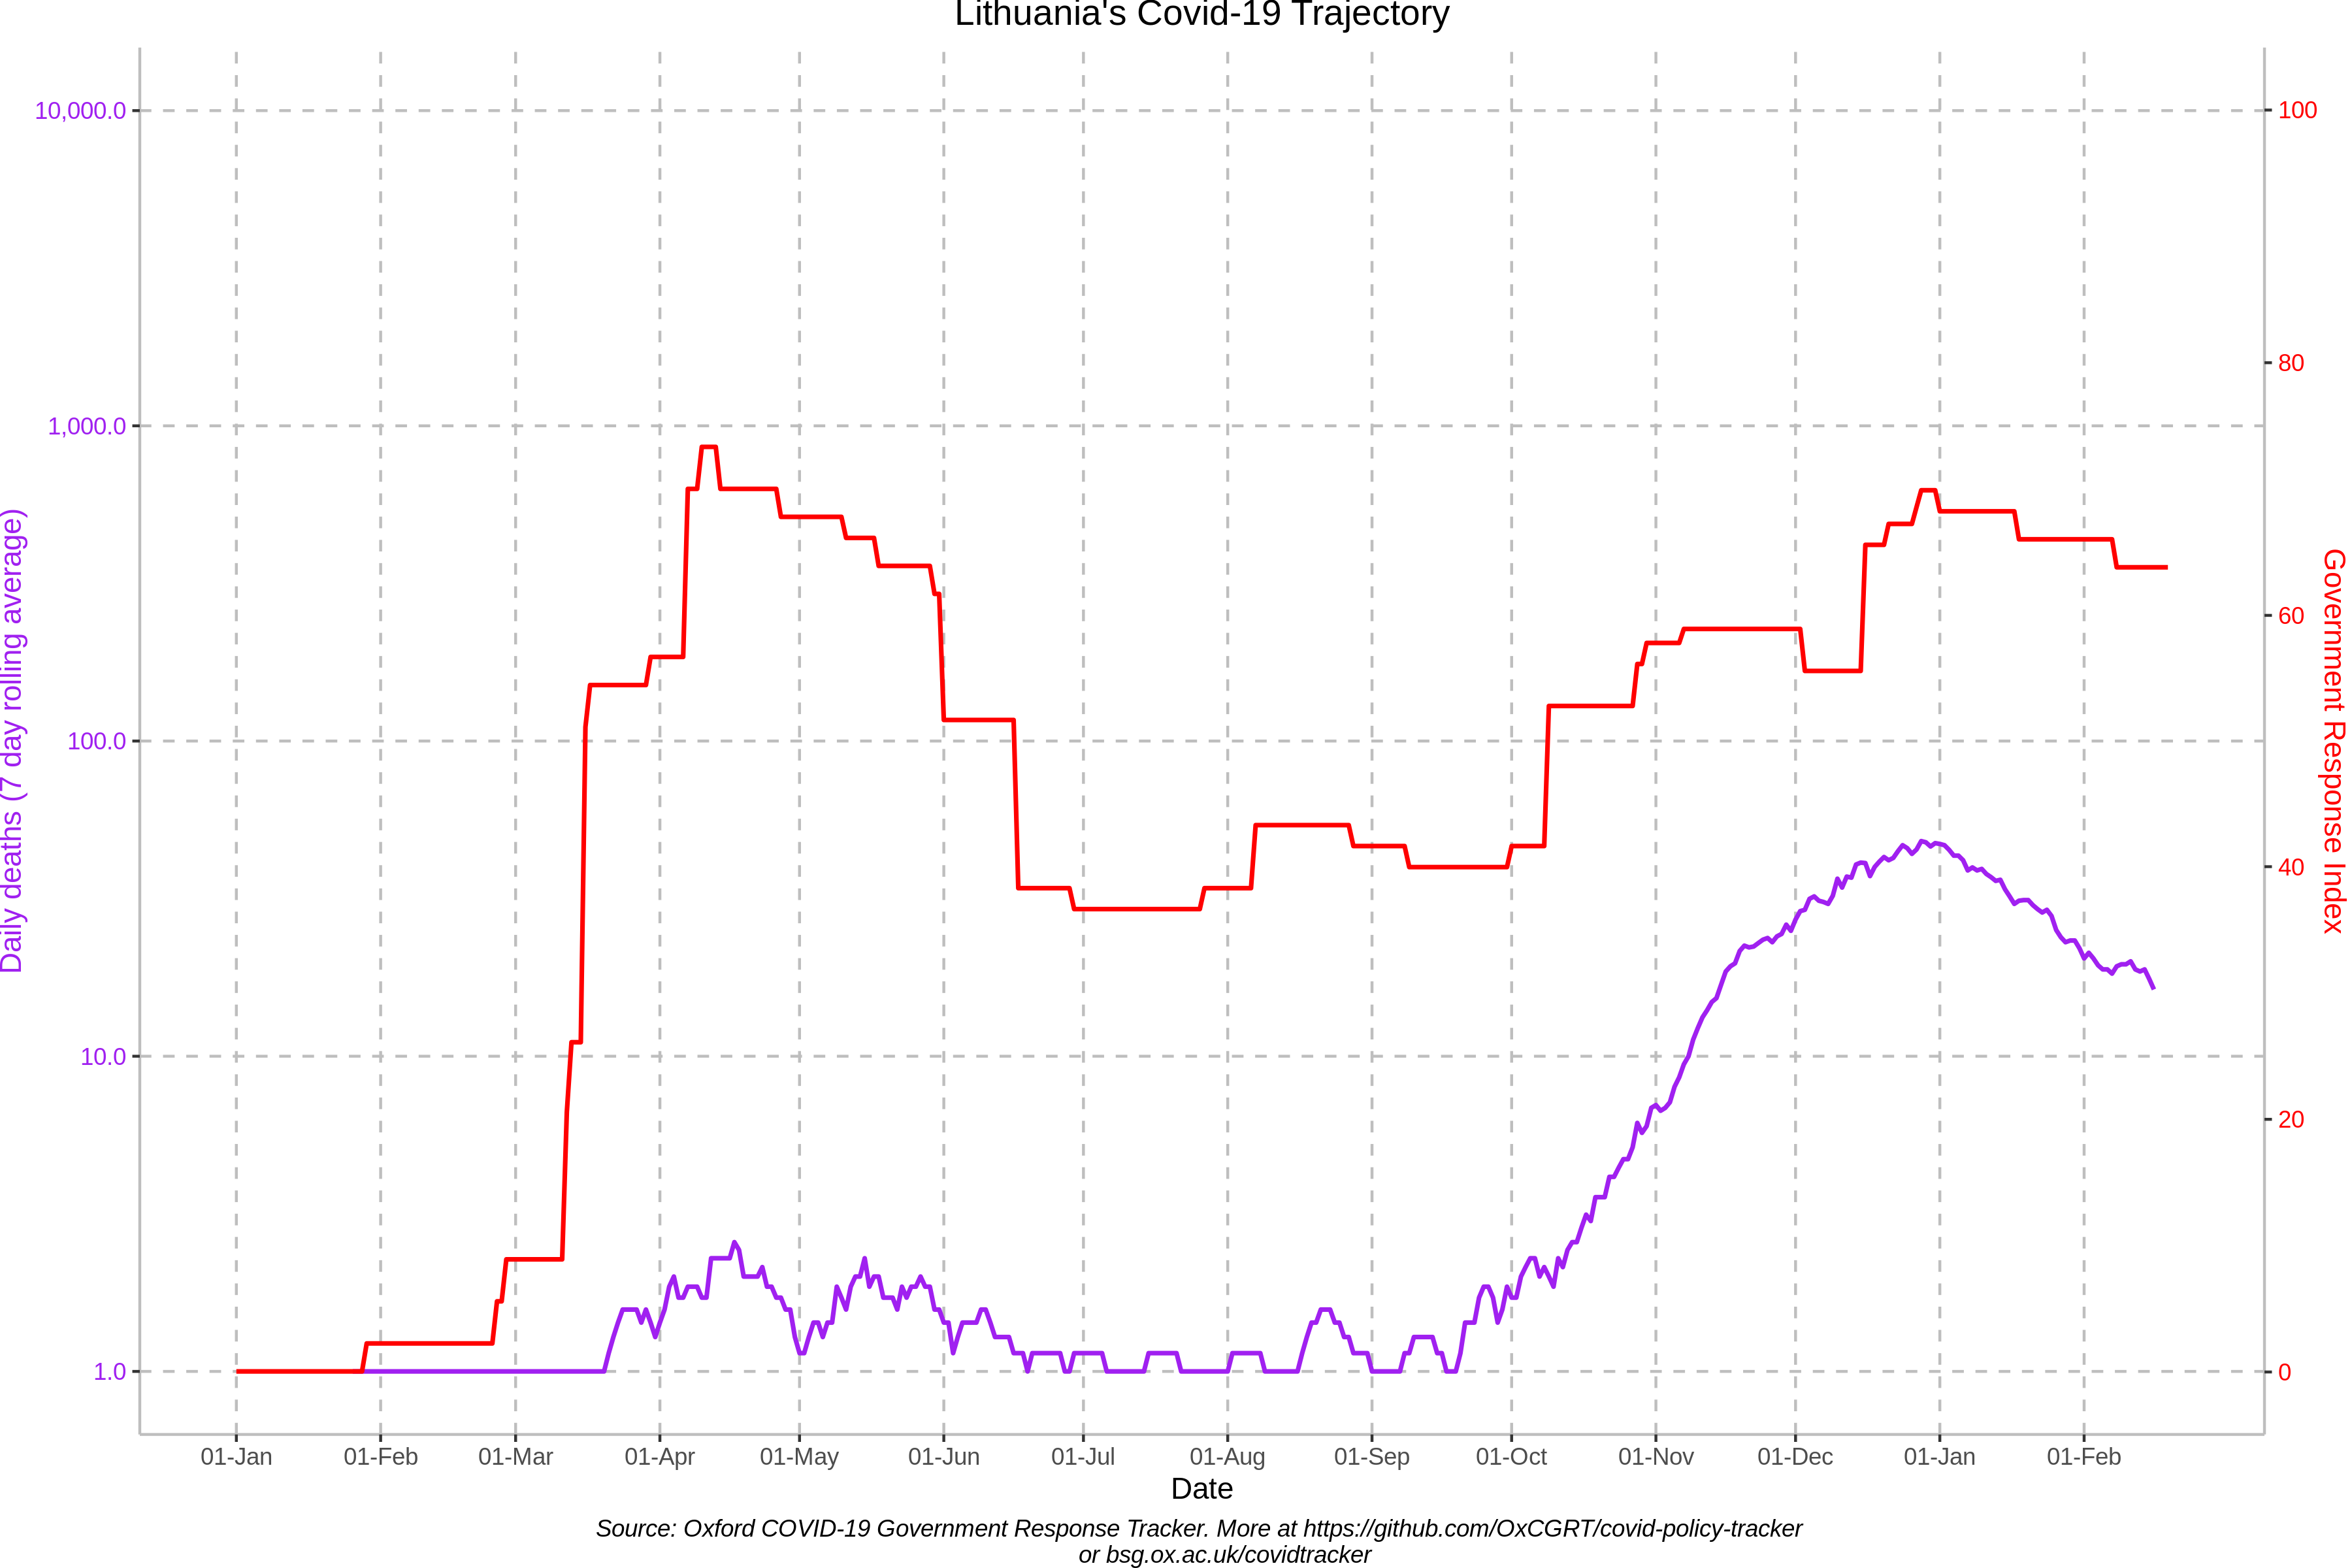 Lithuania's Covid-19 Trajectory
10,000.0
1,000.0
100.0
10.0
1.0
Daily deaths (7 day rolling average)
100
80
60
40
20
0
Government Response Index
01-Jan 01-Feb 01-Mar 01-Apr 01-May 01-Jun 01-Jul 01-Aug 01-Sep 01-Oct 01-Nov 01-Dec 01-Jan 01-Feb
Date
Source: Oxford COVID-19 Government Response Tracker. More at https://github.com/OxCGRT/covid-policy-tracker
or bsg.ox.ac.uk/covidtracker